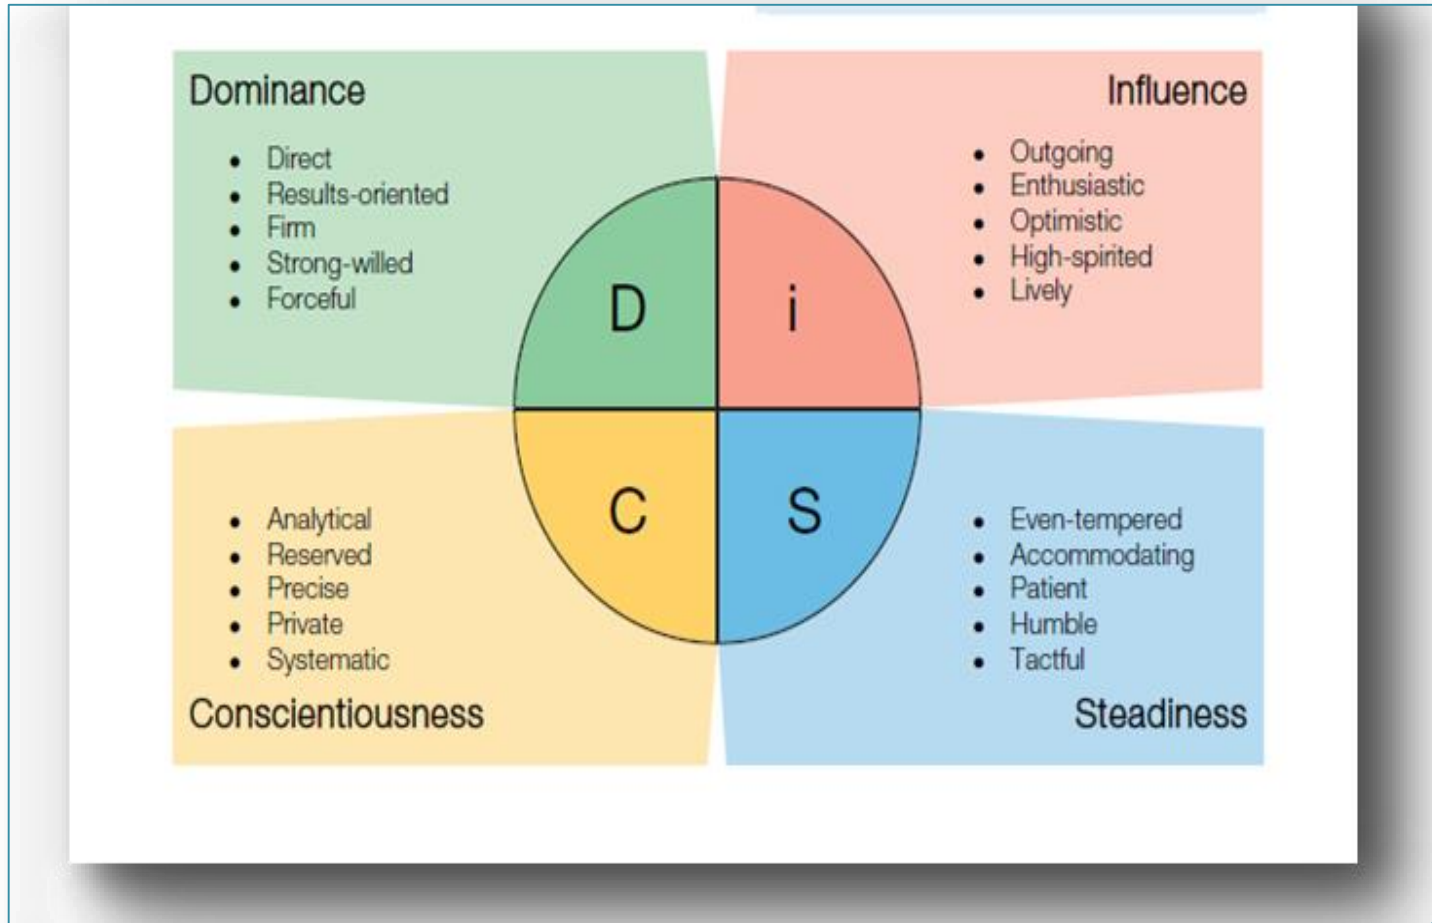 Dominance
• Direct
• Results-oriented
• Firm
• Strong-willed
• Forceful
Influence
• Outgoing
• Enthusiastic
• Optimistic
• High-spirited
• Lively
D
i
C
S
• Analytical
• Reserved
• Precise
• Private
• Systematic
Conscientiousness
• Even-tempered
• Accommodating
• Patient
• Humble
• Tactful
Steadiness